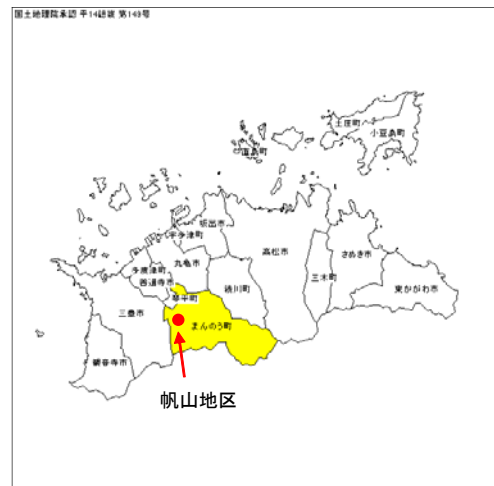 国土地理院承認 平14総複 第149号
土庄町
小豆島町
直島町
坂出市
宇多津町
高松市
さぬき市
多度津町
丸亀市
善通寺市
綾川町
三木町
東かがわ市
琴平町
三豊市
まんのう町
観音寺市
帆山地区